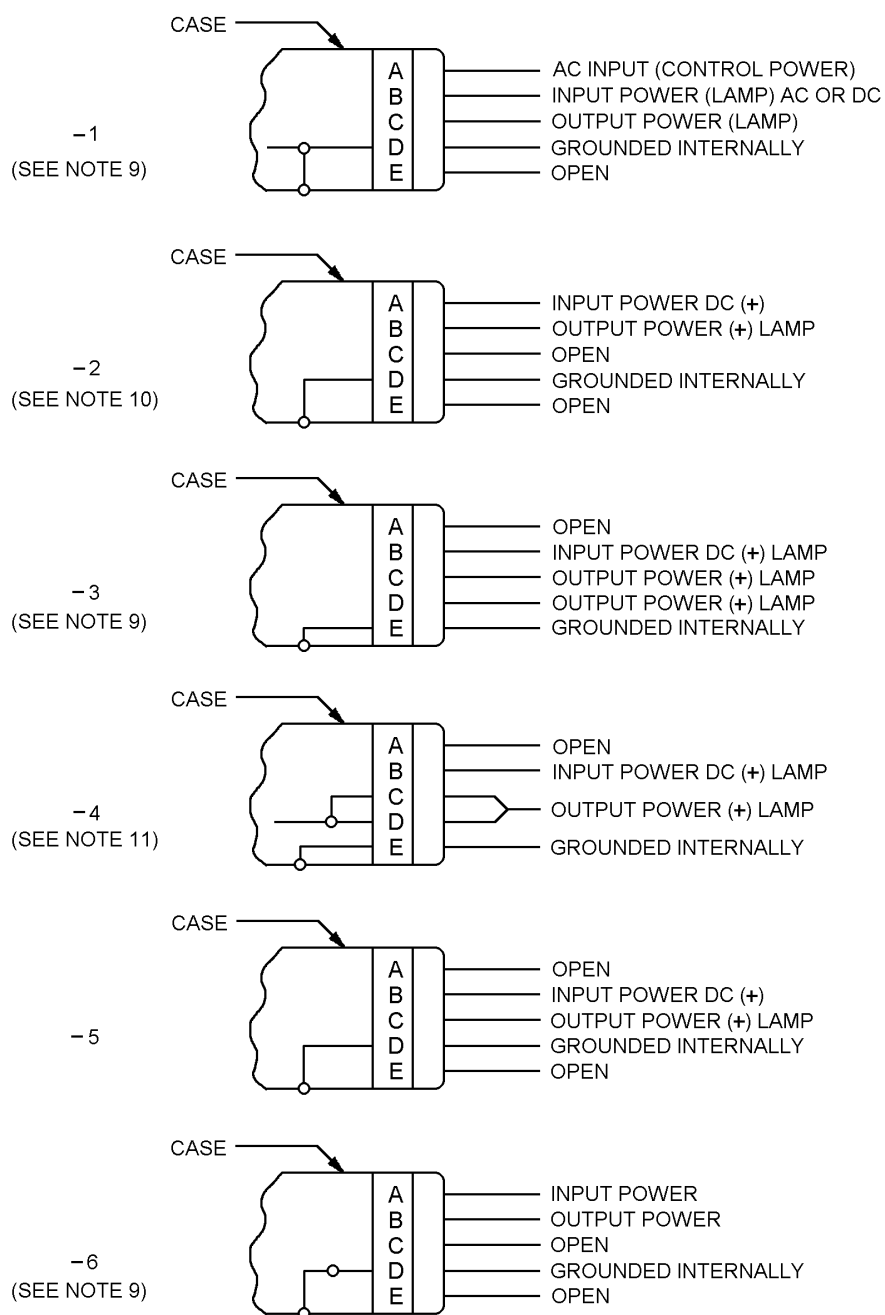 CASE
A AC INPUT (CONTROL POWER)
B INPUT POWER (LAMP) AC OR DC
C OUTPUT POWER (LAMP)
D GROUNDED INTERNALLY
E OPEN
−1
(SEE NOTE 9)
CASE
A INPUT POWER DC (+)
B OUTPUT POWER (+) LAMP
C OPEN
D GROUNDED INTERNALLY
E OPEN
−2
(SEE NOTE 10)
CASE
A OPEN
B INPUT POWER DC (+) LAMP
C OUTPUT POWER (+) LAMP
D OUTPUT POWER (+) LAMP
E GROUNDED INTERNALLY
−3
(SEE NOTE 9)
CASE
A OPEN
B INPUT POWER DC (+) LAMP
C
OUTPUT POWER (+) LAMP
D
E GROUNDED INTERNALLY
−4
(SEE NOTE 11)
CASE
A OPEN
B INPUT POWER DC (+)
C OUTPUT POWER (+) LAMP
D GROUNDED INTERNALLY
E OPEN
−5
CASE
A INPUT POWER
B OUTPUT POWER
C OPEN
D GROUNDED INTERNALLY
E OPEN
−6
(SEE NOTE 9)